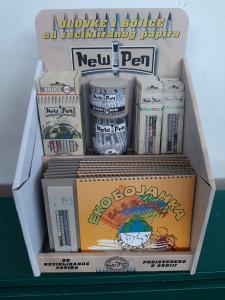 OLOVKE I BOJICE
od recikliranog papira
New Pen
New Pen
New Pen
New Pen
ЕКО БОЈАНКА
OD
RECIKLIRANOG
PAPIRA
New Pen
PROIZVEDENO
U SRBIJI